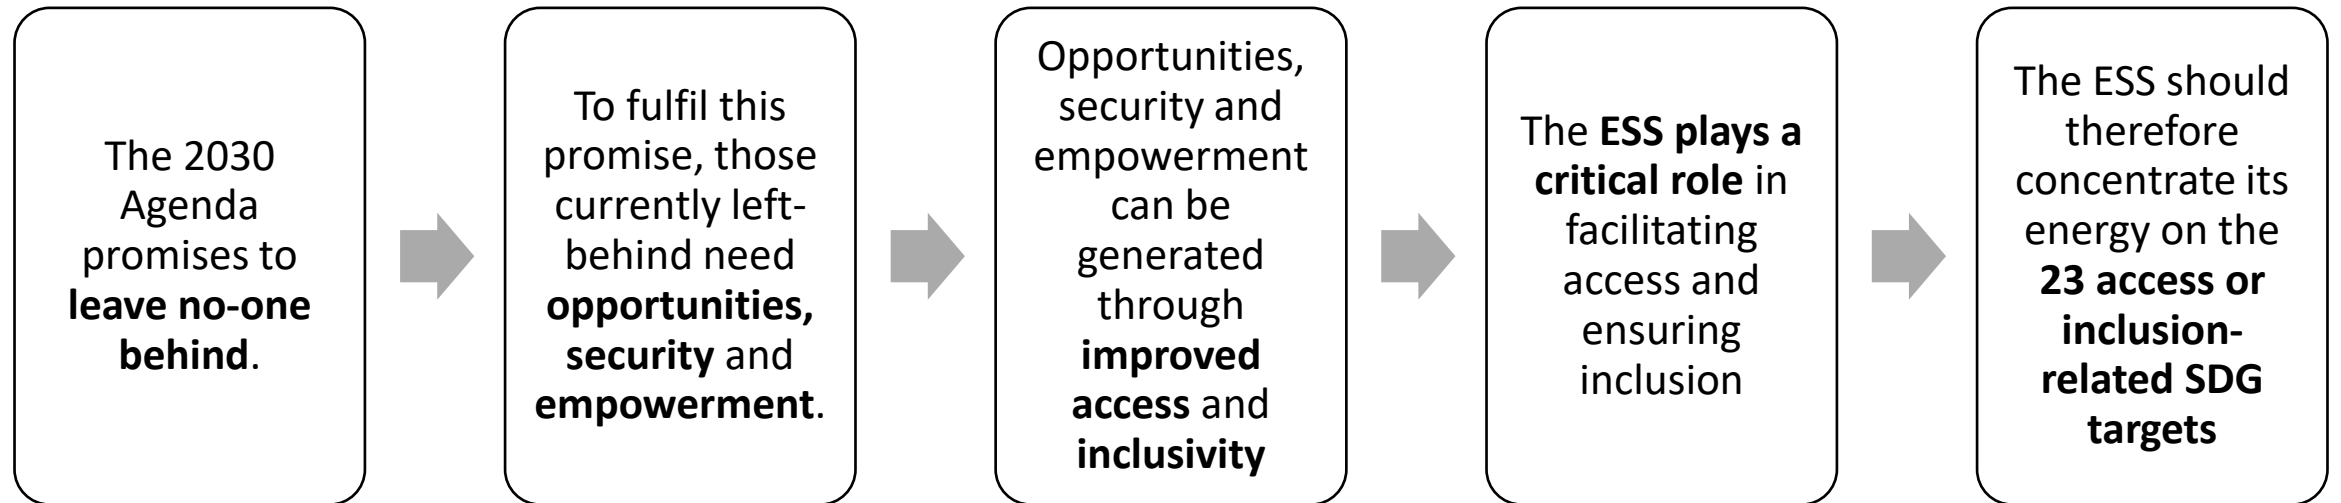 The 2030
Agenda
promises to
leave no-one
behind.
To fulfil this
promise, those
currently left-
behind need
opportunities,
security and
empowerment.
Opportunities,
security and
empowerment
can be
generated
through
improved
access and
inclusivity
The ESS plays a
critical role in
facilitating
access and
ensuring
inclusion
The ESS should
therefore
concentrate its
energy on the
23 access or
inclusion-
related SDG
targets